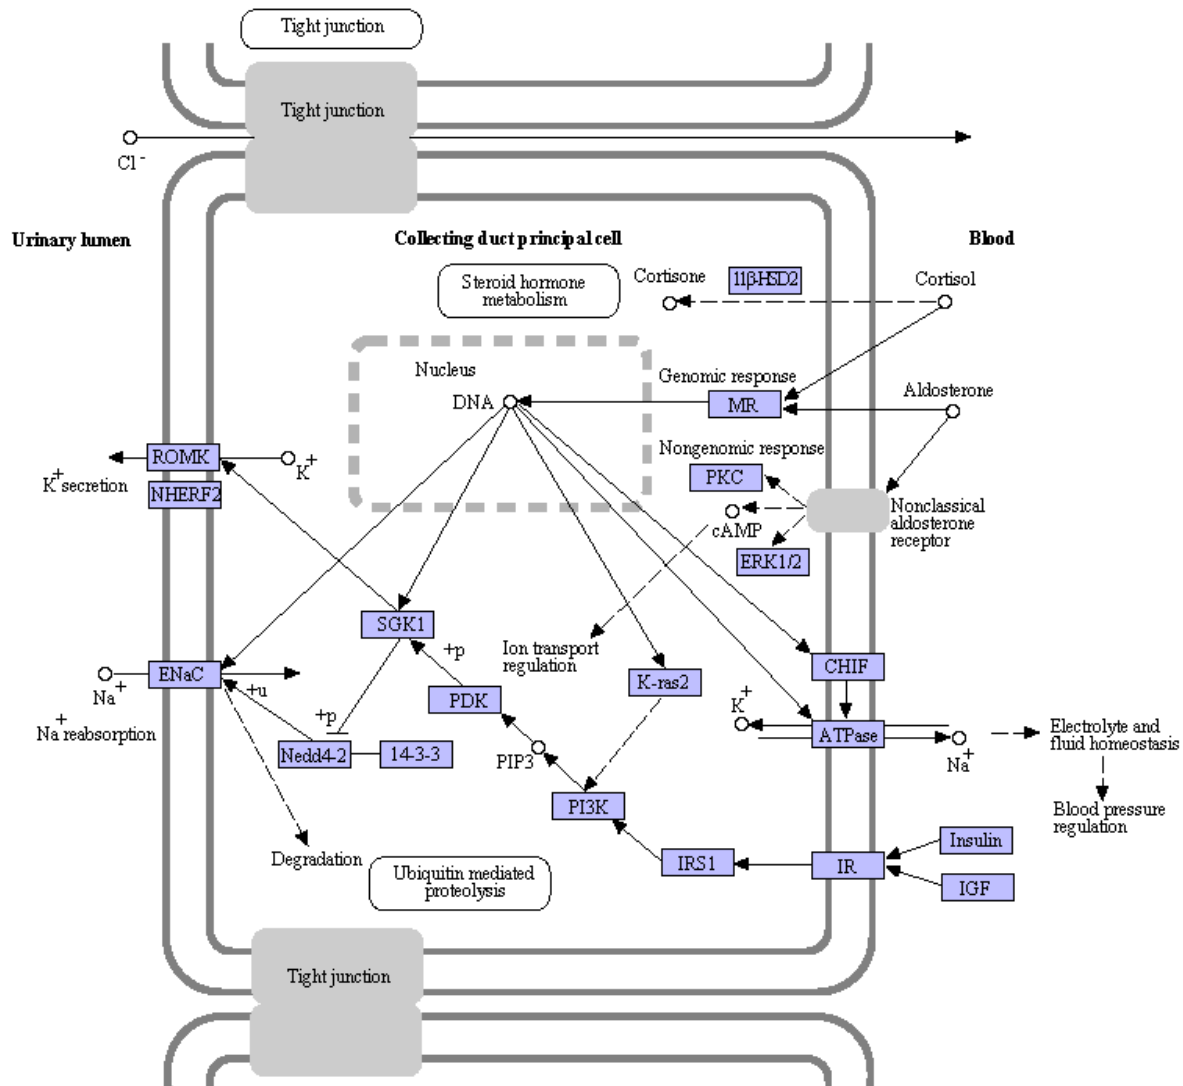 Tight junction
Tight junction
Cl-
Urinary lumen
Collecting duct principal cell
Blood
Steroid hormone
metabolism
Cortisone
11β-HSD2
Cortisol
Nucleus
DNA
Genomic response
MR
Aldosterone
ROMK
K+
K+ secretion
NHERF2
Nongenomic response
PKC
cAMP
ERK1/2
Nonclassical
aldosterone
receptor
SGK1
+p
Ion transport
regulation
ENaC
Na+
Na+ reabsorption
+u
+p
PDK
K-ras2
CHIF
K+
ATPase
Na+
Electrolyte and
fluid homeostasis
Nedd4-2
14-3-3
PIP3
PI3K
Blood pressure
regulation
Degradation
Ubiquitin mediated
proteolysis
IRS1
IR
Insulin
IGF
Tight junction